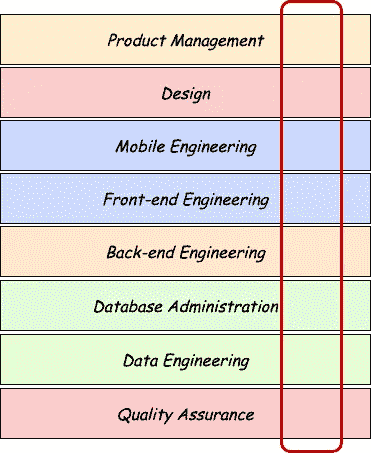 Product Management
Design
Mobile Engineering
Front-end Engineering
Back-end Engineering
Database Administration
Data Engineering
Quality Assurance